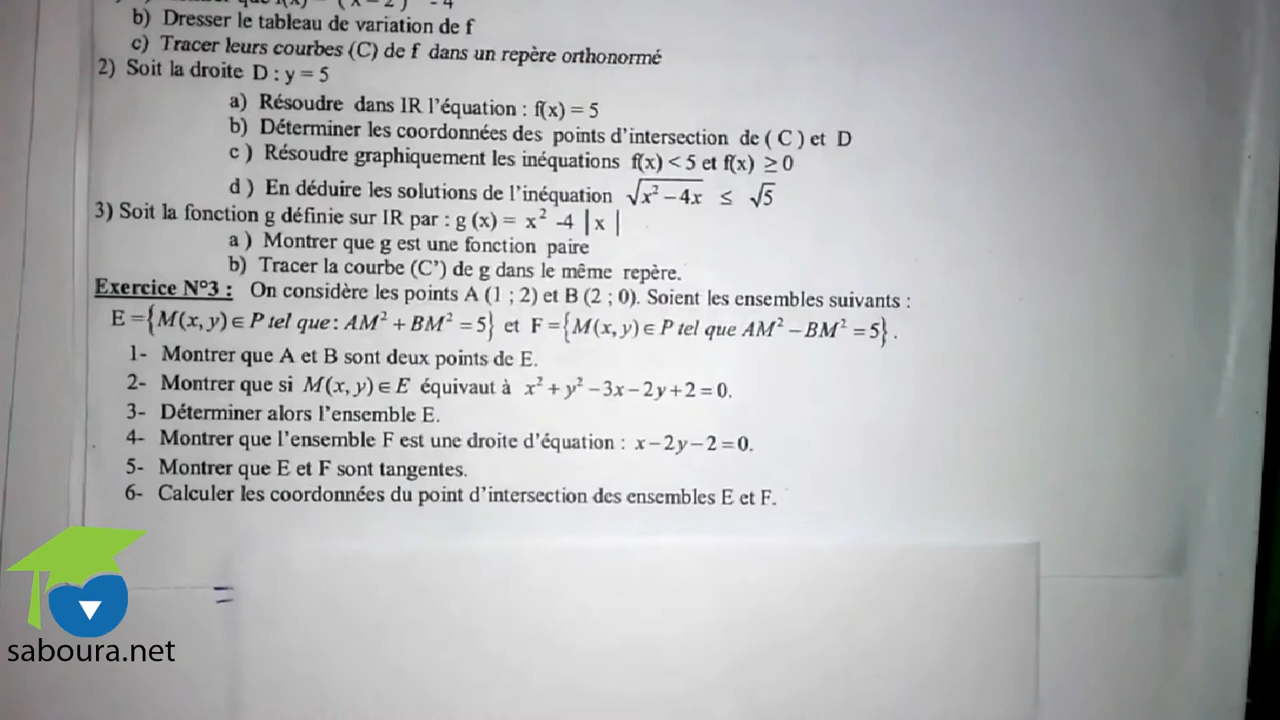 que f(x) = (x – 2)² - 4
b) Dresser le tableau de variation de f
c) Tracer leurs courbes (C) de f dans un repère orthonormé
2) Soit la droite D : y = 5
a) Résoudre dans IR l'équation : f(x) = 5
b) Déterminer les coordonnées des points d'intersection de ( C ) et D
c ) Résoudre graphiquement les inéquations f(x) < 5 et f(x) ≥ 0
d ) En déduire les solutions de l'inéquation √(x² – 4x) ≤ √5
3) Soit la fonction g définie sur IR par : g (x) = x² -4 | x |
a ) Montrer que g est une fonction paire
b) Tracer la courbe (C') de g dans le même repère.
Exercice N°3 : On considère les points A (1 ; 2) et B (2 ; 0). Soient les ensembles suivants :
E ={M(x, y) ∈ P tel que : AM² + BM² = 5} et F ={M(x, y) ∈ P tel que AM² – BM² = 5} .
1- Montrer que A et B sont deux points de E.
2- Montrer que si M(x, y) ∈ E équivaut à x² + y² – 3x – 2y + 2 = 0.
3- Déterminer alors l'ensemble E.
4- Montrer que l'ensemble F est une droite d'équation : x – 2y – 2 = 0.
5- Montrer que E et F sont tangentes.
6- Calculer les coordonnées du point d'intersection des ensembles E et F.
=
saboura.net